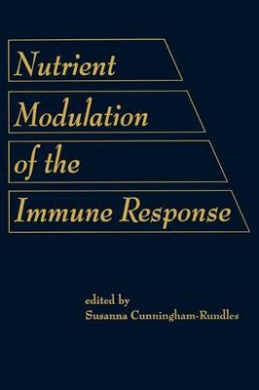 Nutrient
Modulation
of the
Immune Response
edited by
Susanna Cunningham-Rundles